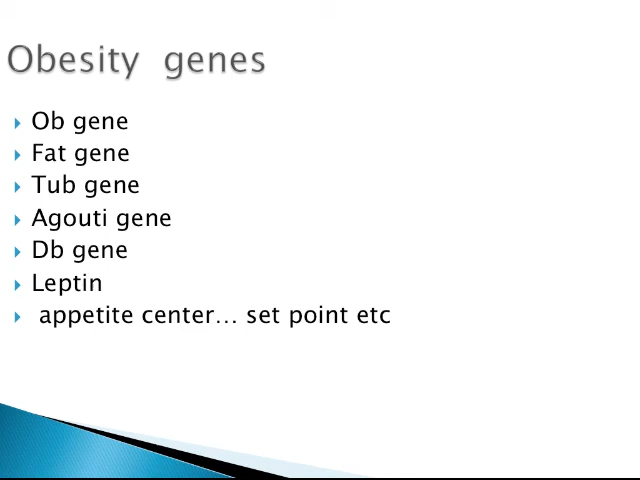 Obesity genes
Ob gene
Fat gene
Tub gene
Agouti gene
Db gene
Leptin
appetite center... set point etc